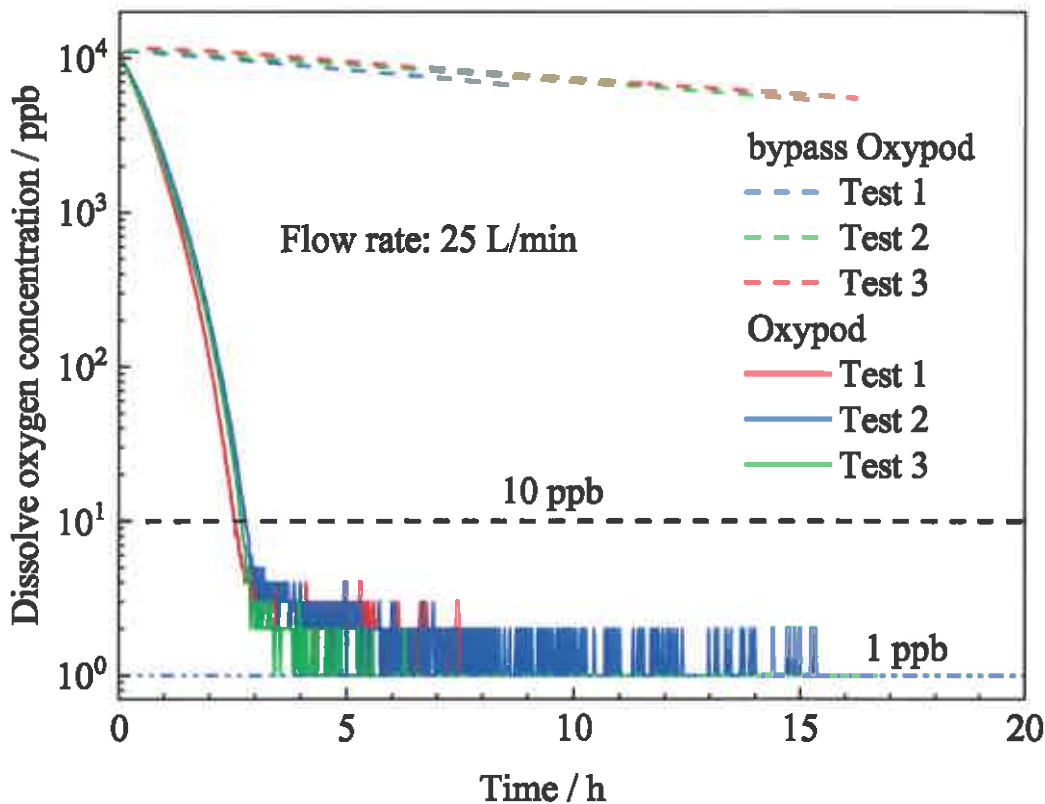 Dissolve oxygen concentration / ppb
10⁴
10³
10²
10¹
10⁰
bypass Oxypod
Test 1
Test 2
Test 3
Oxypod
Test 1
Test 2
Test 3
Flow rate: 25 L/min
10 ppb
1 ppb
0
5
10
15
20
Time / h